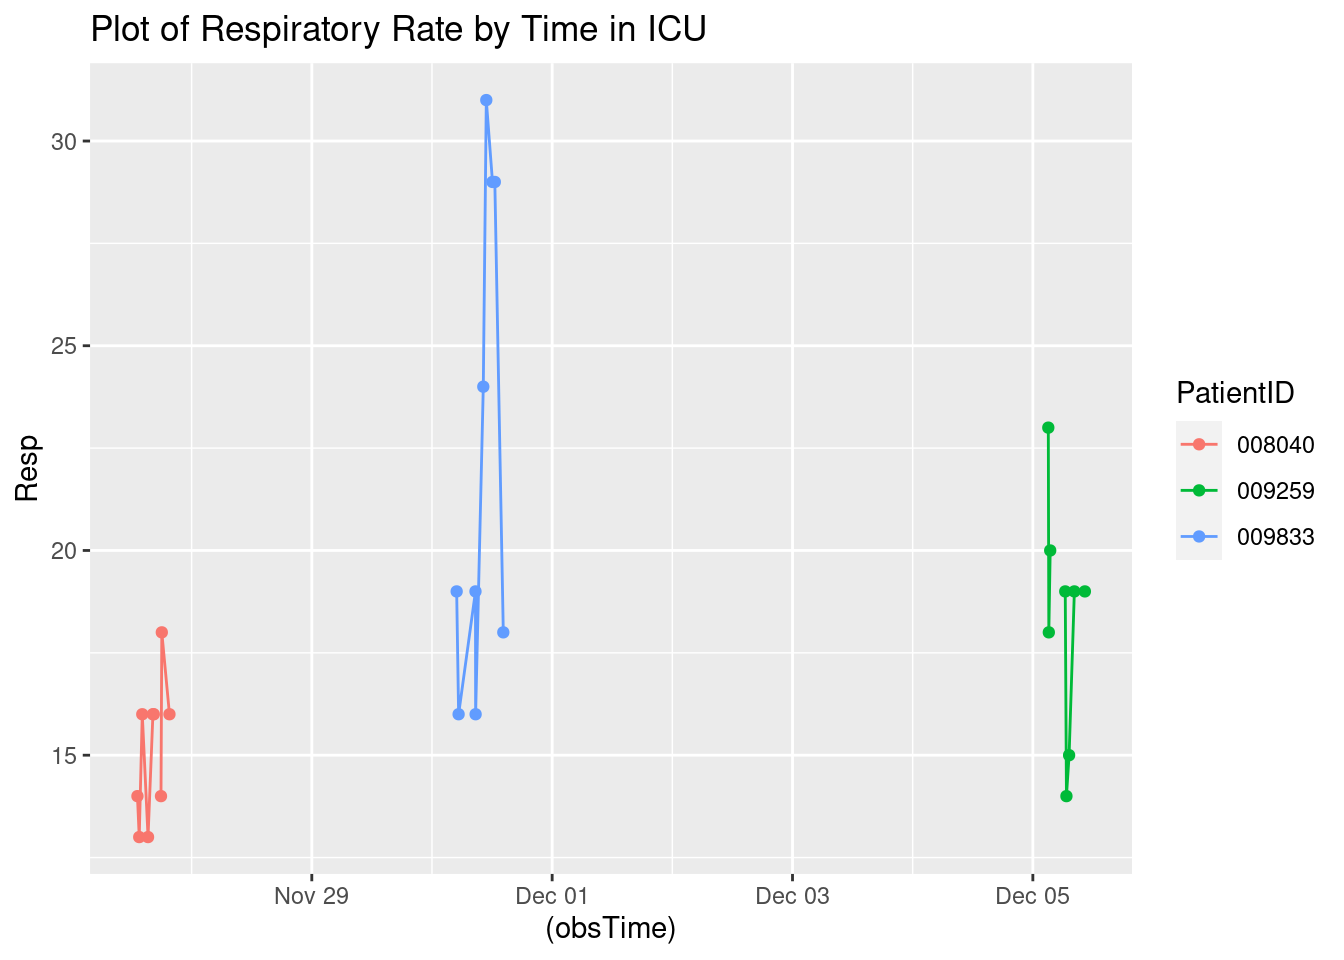 Plot of Respiratory Rate by Time in ICU
30
25
20
15
Resp
Nov 29
Dec 01
Dec 03
Dec 05
(obsTime)
PatientID
008040
009259
009833